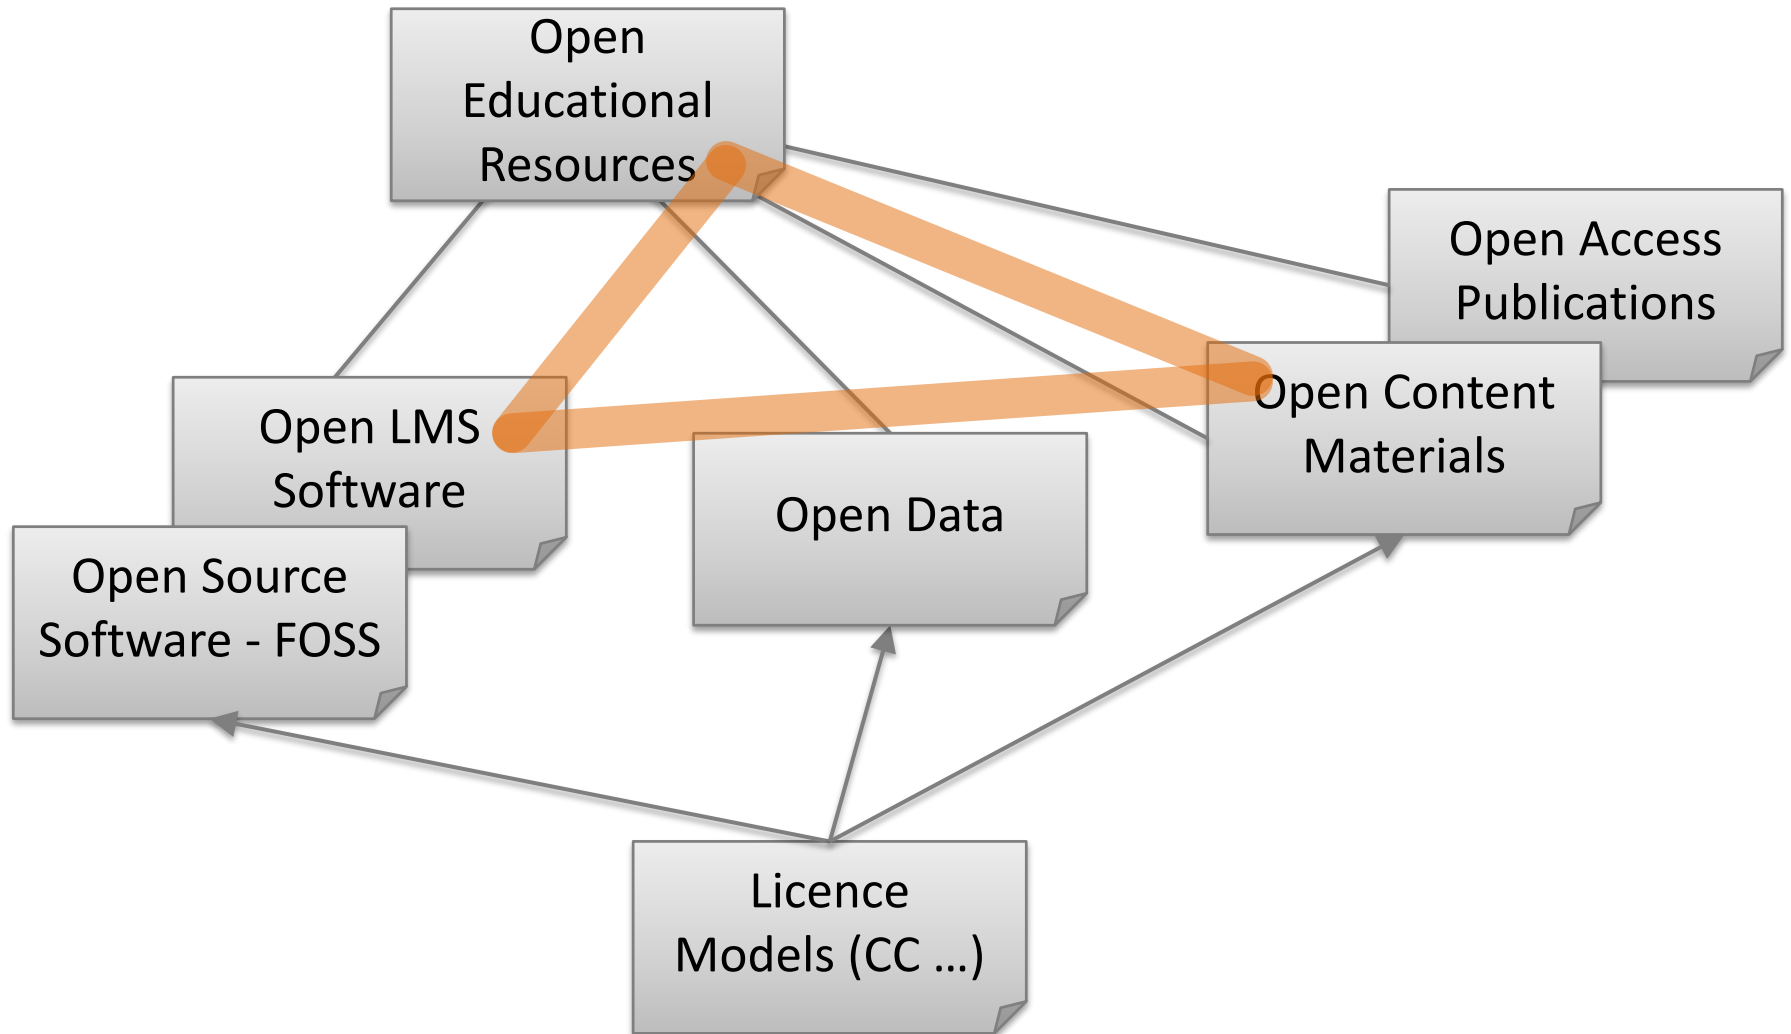 Open
Educational
Resources
Open Access
Publications
Open Content
Materials
Open LMS
Software
Open Data
Open Source
Software - FOSS
Licence
Models (CC ...)